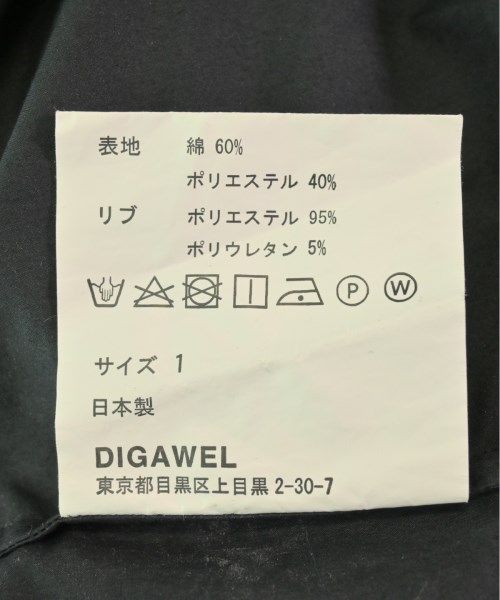 表地 綿 60%
ポリエステル 40%
リブ ポリエステル 95%
ポリウレタン 5%
P W
サイズ 1
日本製
DIGAWEL
東京都目黒区上目黒 2-30-7